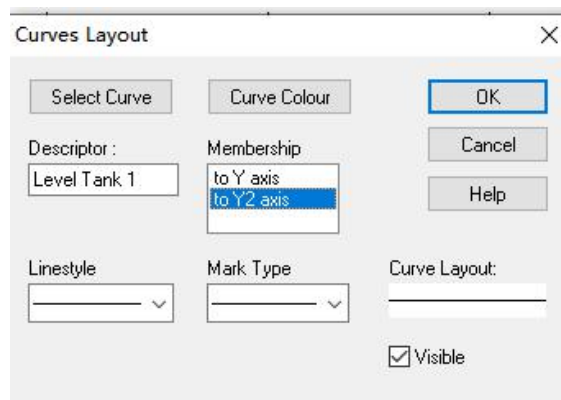 Curves Layout
Select Curve
Curve Colour
OK
Descriptor :
Membership
Cancel
Level Tank 1
to Y axis
to Y2 axis
Help
Linestyle
Mark Type
Curve Layout:
Visible